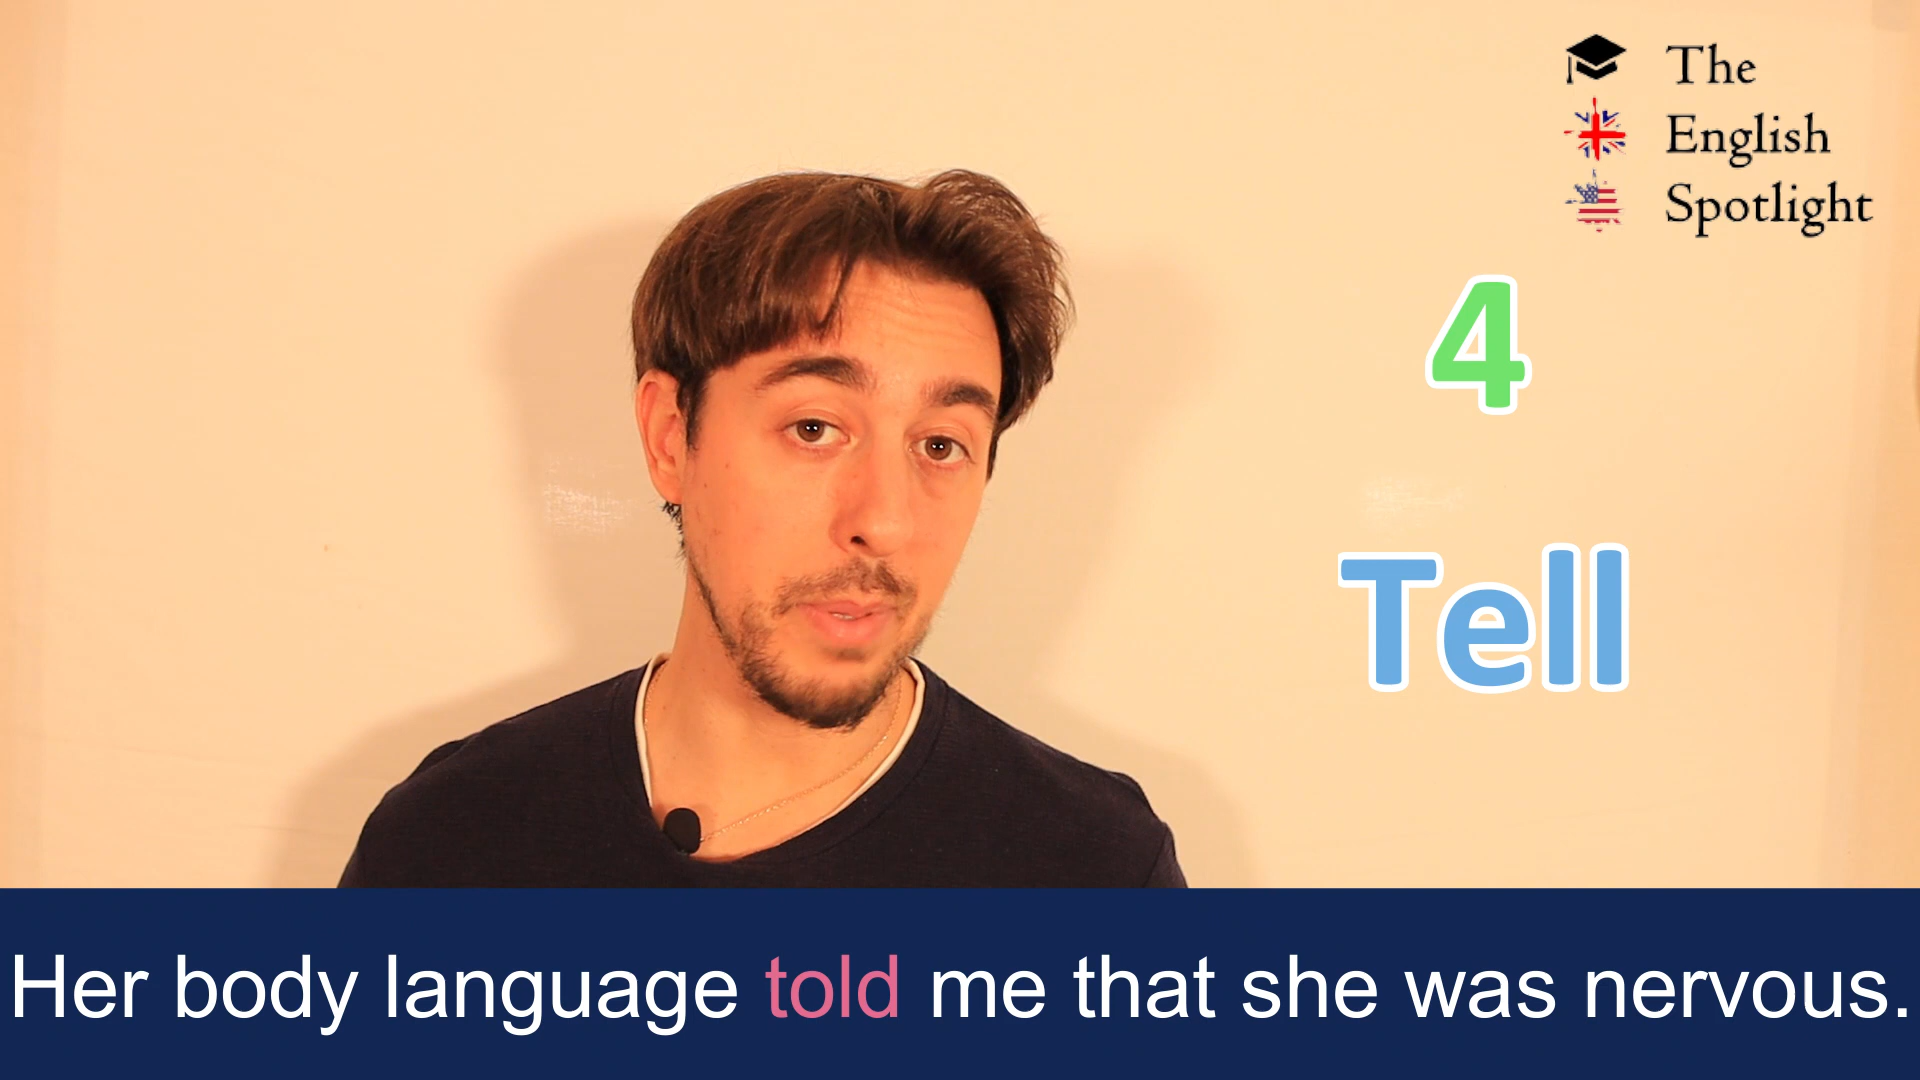 The
English
Spotlight
4
Tell
Her body language told me that she was nervous.